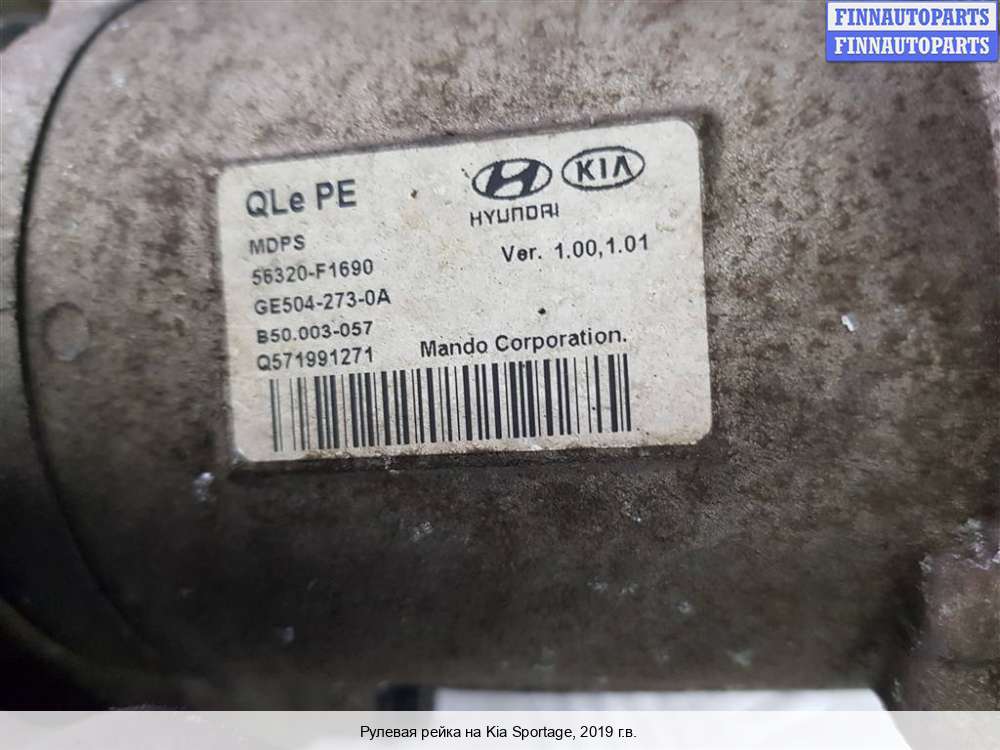 FINNAUTOPARTS
FINNAUTOPARTS
QLe PE
HYUNDAI
KIA
MDPS
Ver. 1.00,1.01
56320-F1690
GE504-273-0A
B50.003-057
Q571991271
Mando Corporation.
Рулевая рейка на Kia Sportage, 2019 г.в.